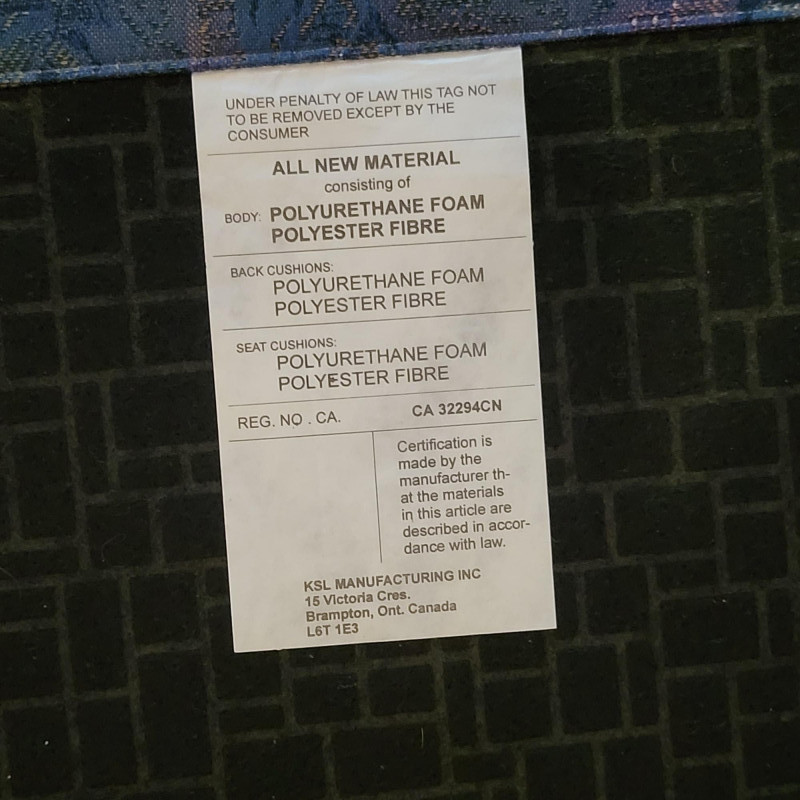 UNDER PENALTY OF LAW THIS TAG NOT
TO BE REMOVED EXCEPT BY THE
CONSUMER
ALL NEW MATERIAL
consisting of
BODY: POLYURETHANE FOAM
POLYESTER FIBRE
BACK CUSHIONS:
POLYURETHANE FOAM
POLYESTER FIBRE
SEAT CUSHIONS:
POLYURETHANE FOAM
POLYESTER FIBRE
REG. NO . CA. CA 32294CN
Certification is
made by the
manufacturer th-
at the materials
in this article are
described in accor-
dance with law.
KSL MANUFACTURING INC
15 Victoria Cres.
Brampton, Ont. Canada
L6T 1E3